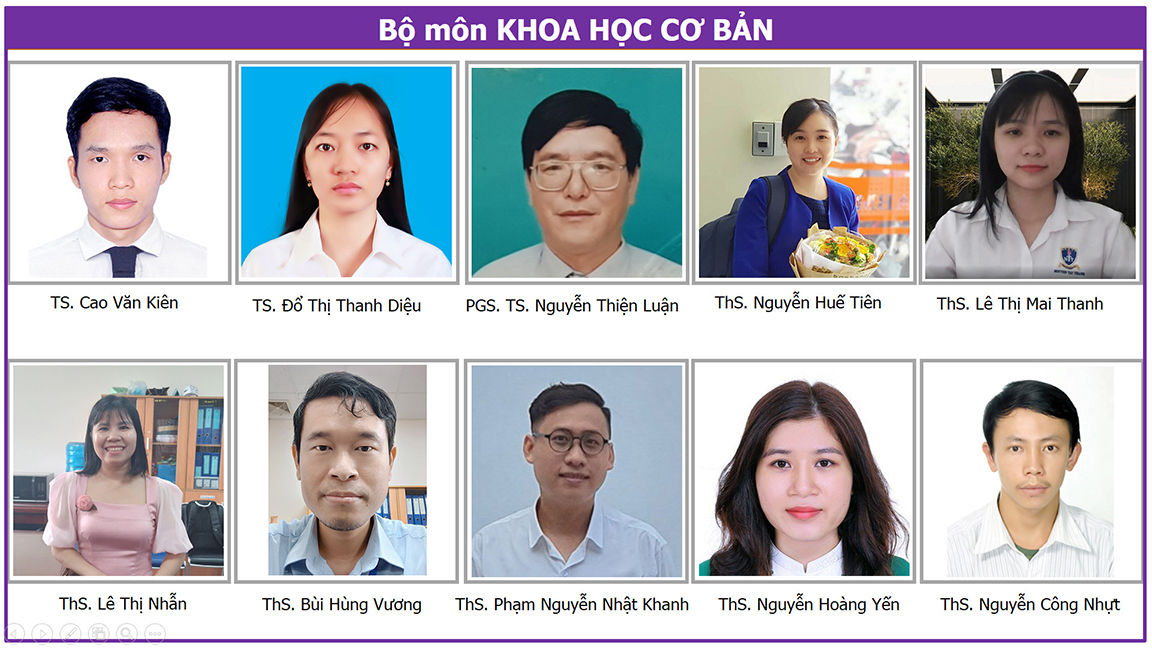 Bộ môn KHOA HỌC CƠ BẢN
TS. Cao Văn Kiên
TS. Đổ Thị Thanh Diệu
PGS. TS. Nguyễn Thiện Luận
ThS. Nguyễn Huế Tiên
ThS. Lê Thị Mai Thanh
ThS. Lê Thị Nhẫn
ThS. Bùi Hùng Vương
ThS. Phạm Nguyễn Nhật Khanh
ThS. Nguyễn Hoàng Yến
ThS. Nguyễn Công Nhựt